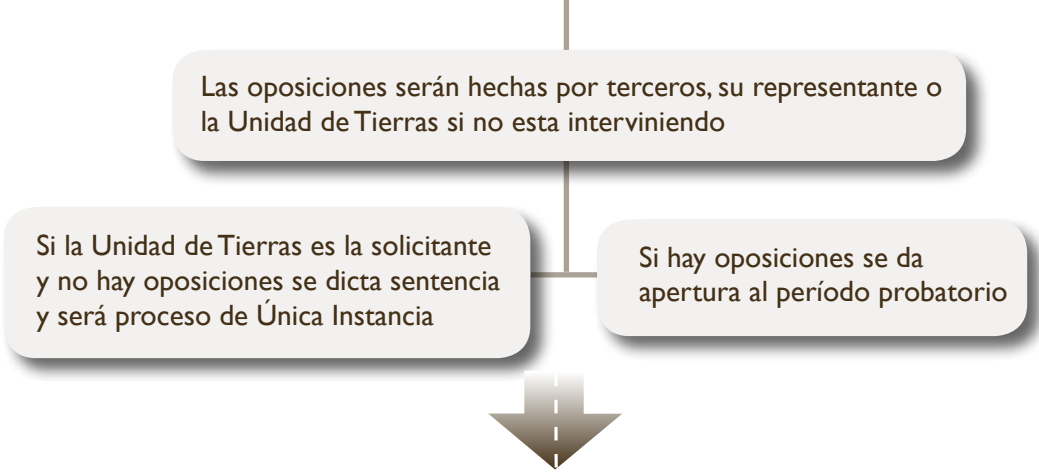 Las oposiciones serán hechas por terceros, su representante o
la Unidad de Tierras si no esta interviniendo
Si la Unidad de Tierras es la solicitante
y no hay oposiciones se dicta sentencia
y será proceso de Única Instancia
Si hay oposiciones se da
apertura al período probatorio